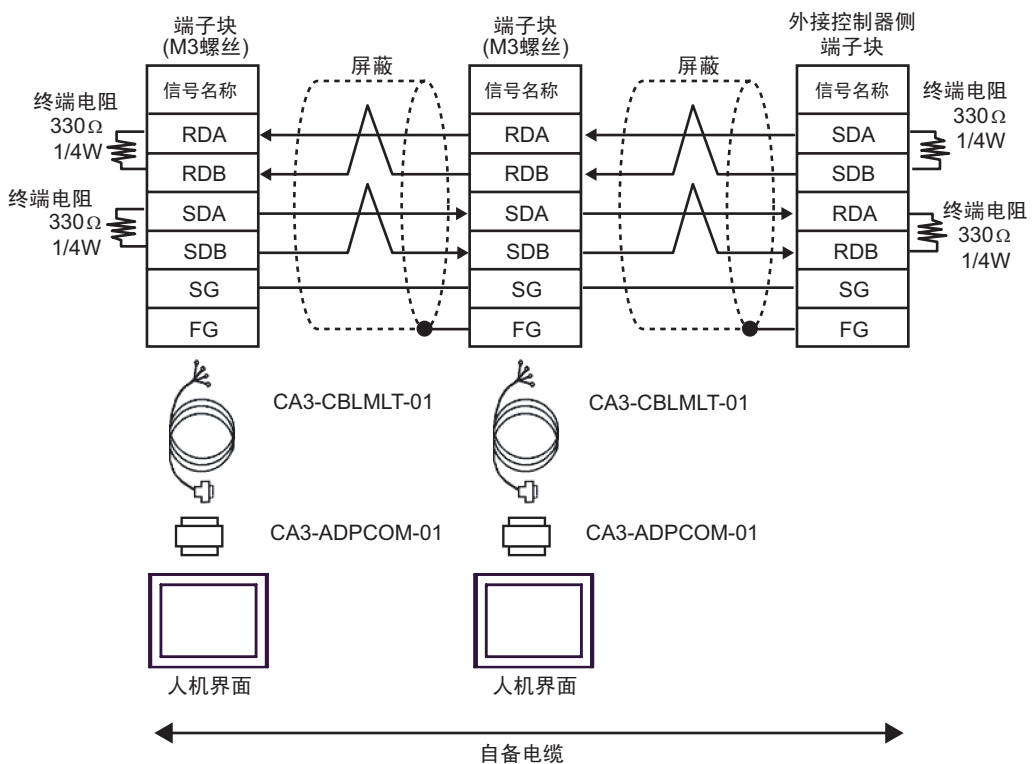 端子块
(M3螺丝)
端子块
(M3螺丝)
外接控制器侧
端子块
屏蔽
屏蔽
信号名称
信号名称
信号名称
终端电阻
330Ω
1/4W
终端电阻
330Ω
1/4W
RDA
RDA
SDA
RDB
RDB
SDB
终端电阻
330Ω
1/4W
终端电阻
330Ω
1/4W
SDA
SDA
RDA
SDB
SDB
RDB
SG
SG
SG
FG
FG
FG
CA3-CBLMLT-01
CA3-CBLMLT-01
CA3-ADPCOM-01
CA3-ADPCOM-01
人机界面
人机界面
自备电缆